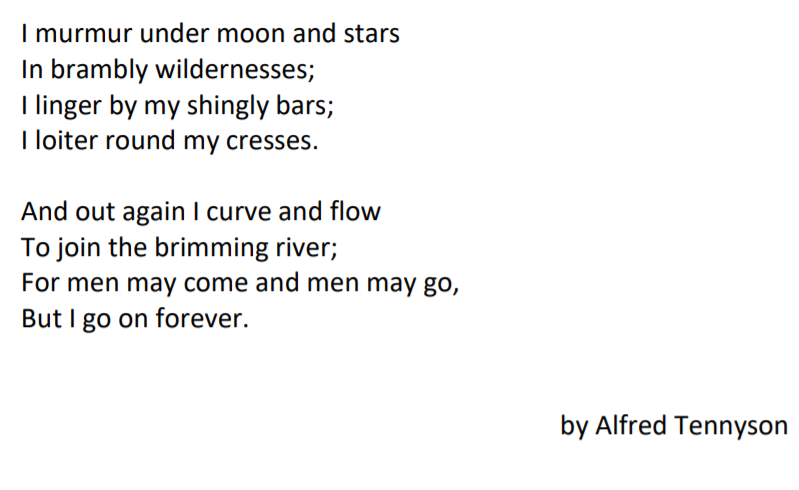 I murmur under moon and stars
In brambly wildernesses;
I linger by my shingly bars;
I loiter round my cresses.
And out again I curve and flow
To join the brimming river;
For men may come and men may go,
But I go on forever.
by Alfred Tennyson